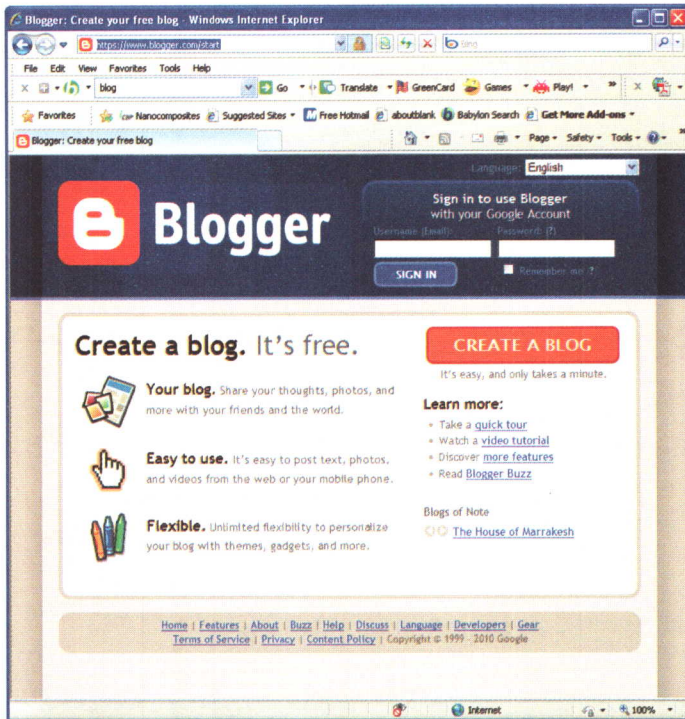 Blogger: Create your free blog - Windows Internet Explorer
https://www.blogger.com/start
bing
File Edit View Favorites Tools Help
blog Go Translate GreenCard Games Play! » x
Favorites Nanocomposites Suggested Sites Free Hotmail aboutblank Babylon Search Get More Add-ons
Blogger: Create your free blog Page Safety Tools »
Language: English
Blogger
Sign in to use Blogger
with your Google Account
Username (Email): Password: (?)
SIGN IN Remember me ?
Create a blog. It's free.
Your blog. Share your thoughts, photos, and
more with your friends and the world.
Easy to use. It's easy to post text, photos,
and videos from the web or your mobile phone.
Flexible. Unlimited flexibility to personalize
your blog with themes, gadgets, and more.
CREATE A BLOG
It's easy, and only takes a minute.
Learn more:
Take a quick tour
Watch a video tutorial
Discover more features
Read Blogger Buzz
Blogs of Note
The House of Marrakesh
Home | Features | About | Buzz | Help | Discuss | Language | Developers | Gear
Terms of Service | Privacy | Content Policy | Copyright © 1999 - 2010 Google
Internet 100%